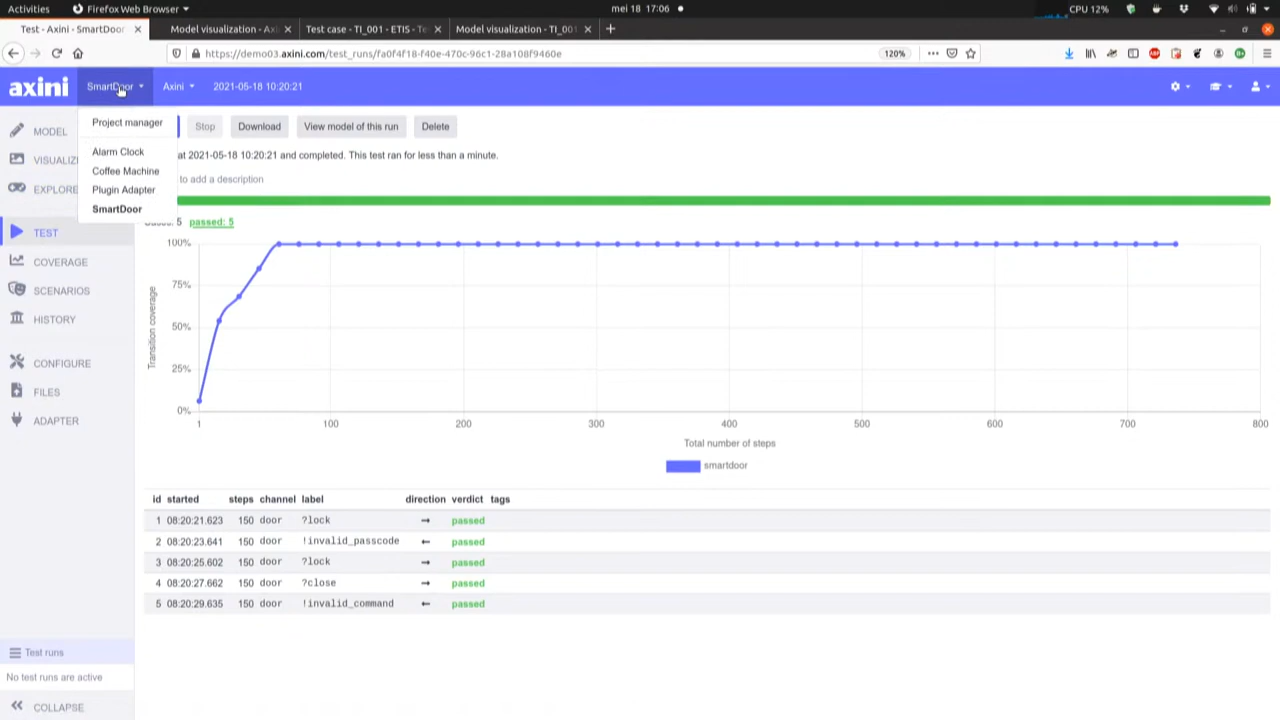 Activities Firefox Web Browser mei 18 17:06 CPU 12%
Test - Axini - SmartDoor Model visualization - Axi Test case - TI_001 - ETIS - Te Model visualization - TI_001
https://demo03.axini.com/test_runs/fa0f4f18-f40e-470c-96c1-28a108f9460e 120%
axini SmartDoor Axini 2021-05-18 10:20:21
MODEL
VISUALIZ
EXPLORE
TEST
COVERAGE
SCENARIOS
HISTORY
CONFIGURE
FILES
ADAPTER
Test runs
No test runs are active
COLLAPSE
Project manager
Alarm Clock
Coffee Machine
Plugin Adapter
SmartDoor
Stop Download View model of this run Delete
at 2021-05-18 10:20:21 and completed. This test ran for less than a minute.
to add a description
5 passed: 5
100%
75%
50%
25%
0%
Transition coverage
1 100 200 300 400 500 600 700 800
Total number of steps
smartdoor
id started steps channel label direction verdict tags
1 08:20:21.623 150 door ?lock → passed
2 08:20:23.641 150 door !invalid_passcode ← passed
3 08:20:25.602 150 door ?lock → passed
4 08:20:27.662 150 door ?close → passed
5 08:20:29.635 150 door !invalid_command ← passed